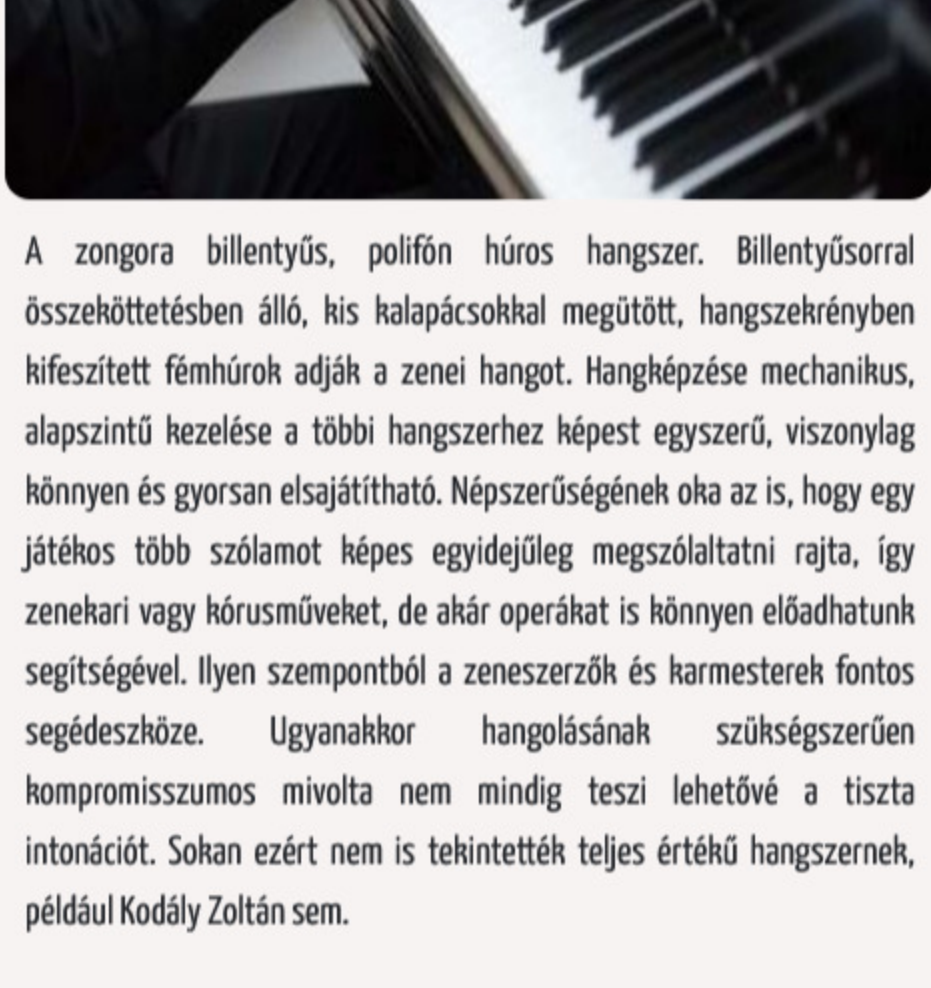 A zongora billentyűs, polifón húros hangszer. Billentyűsorral
összeköttetésben álló, kis kalapácsokkal megütött, hangszekrényben
kifeszített fémhúrok adják a zenei hangot. Hangképzése mechanikus,
alapszintű kezelése a többi hangszerhez képest egyszerű, viszonylag
könnyen és gyorsan elsajátítható. Népszerűségének oka az is, hogy egy
játékos több szólamot képes egyidejűleg megszólaltatni rajta, így
zenekari vagy kórusműveket, de akár operákat is könnyen előadhatunk
segítségével. Ilyen szempontból a zeneszerzők és karmesterek fontos
segédeszköze. Ugyanakkor hangolásának szükségszerűen
kompromisszumos mivolta nem mindig teszi lehetővé a tiszta
intonációt. Sokan ezért nem is tekintették teljes értékű hangszernek,
például Kodály Zoltán sem.